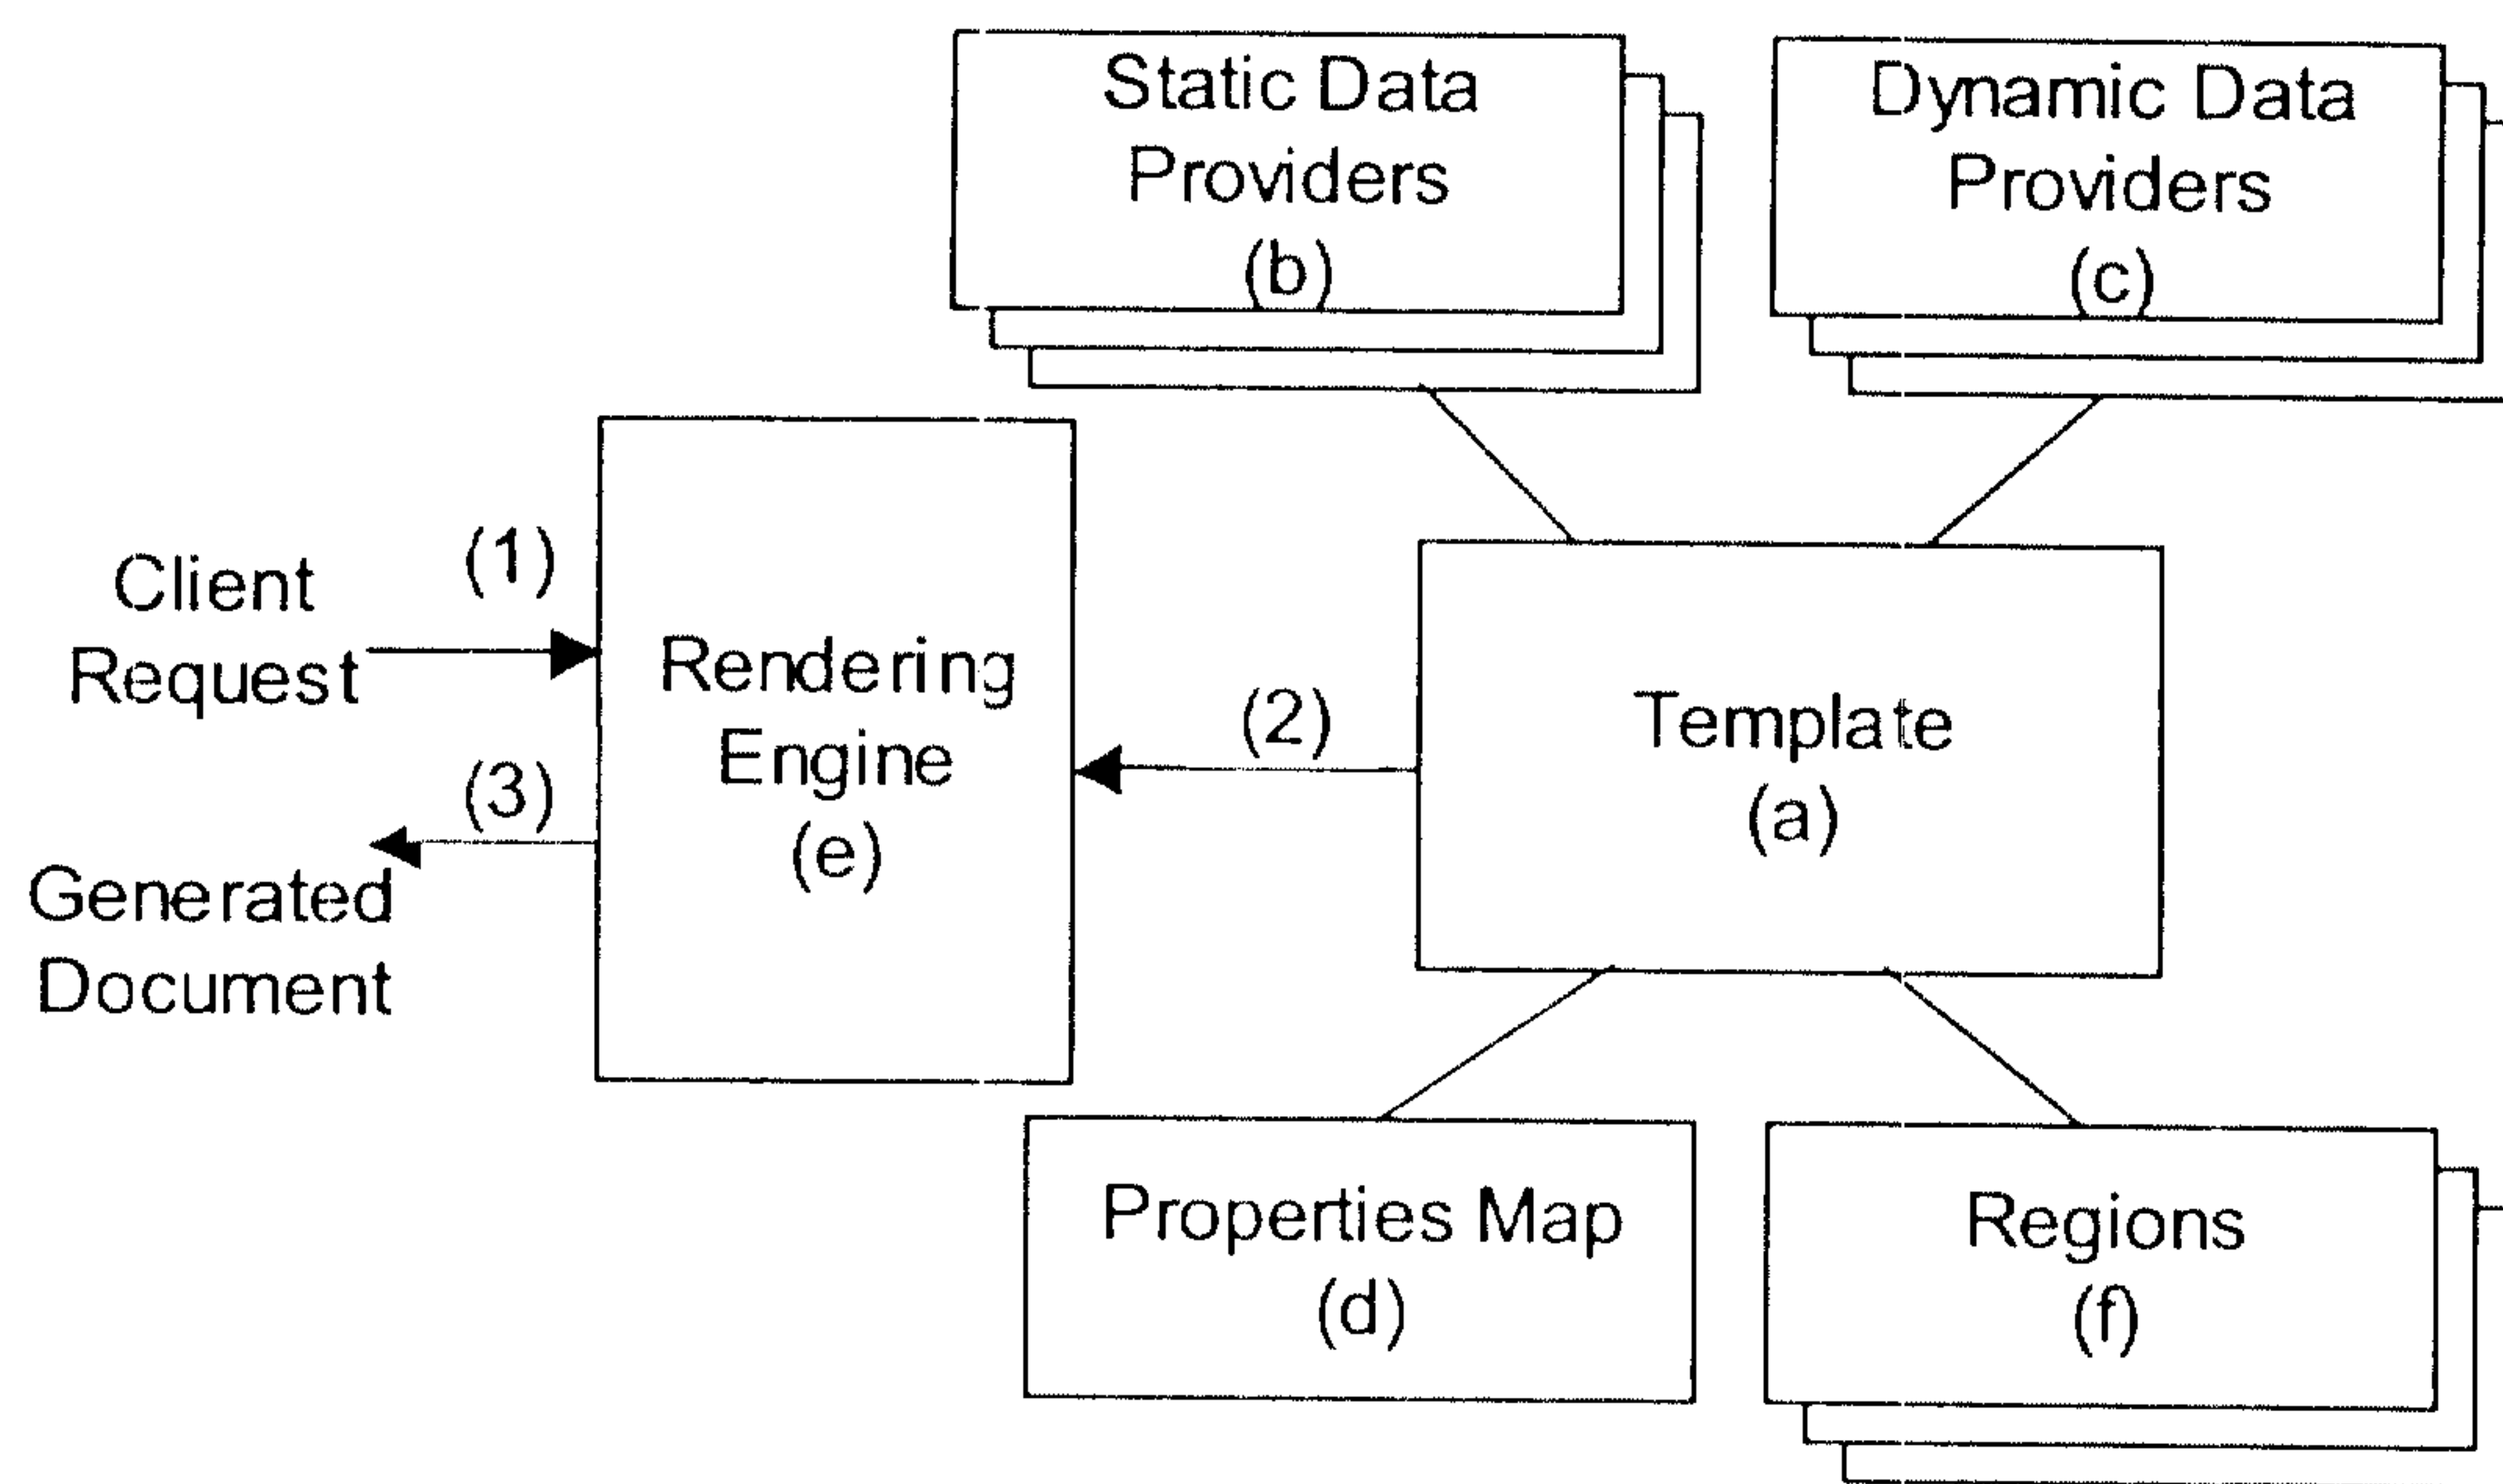 Static Data
Providers
(b)
Dynamic Data
Providers
(c)
Client
Request
(1)
Rendering
Engine
(e)
(2)
Template
(a)
(3)
Generated
Document
Properties Map
(d)
Regions
(f)